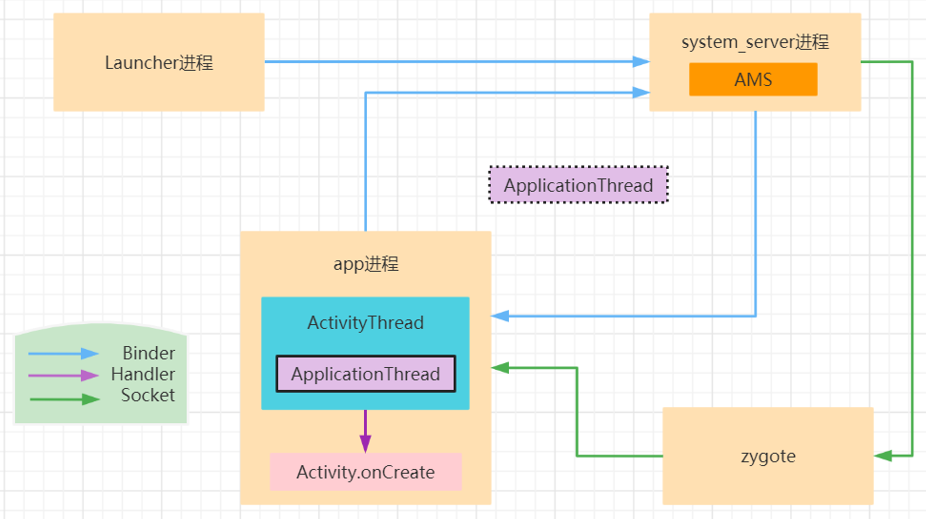 Launcher进程
system_server进程
AMS
ApplicationThread
app进程
ActivityThread
ApplicationThread
Activity.onCreate
Binder
Handler
Socket
zygote